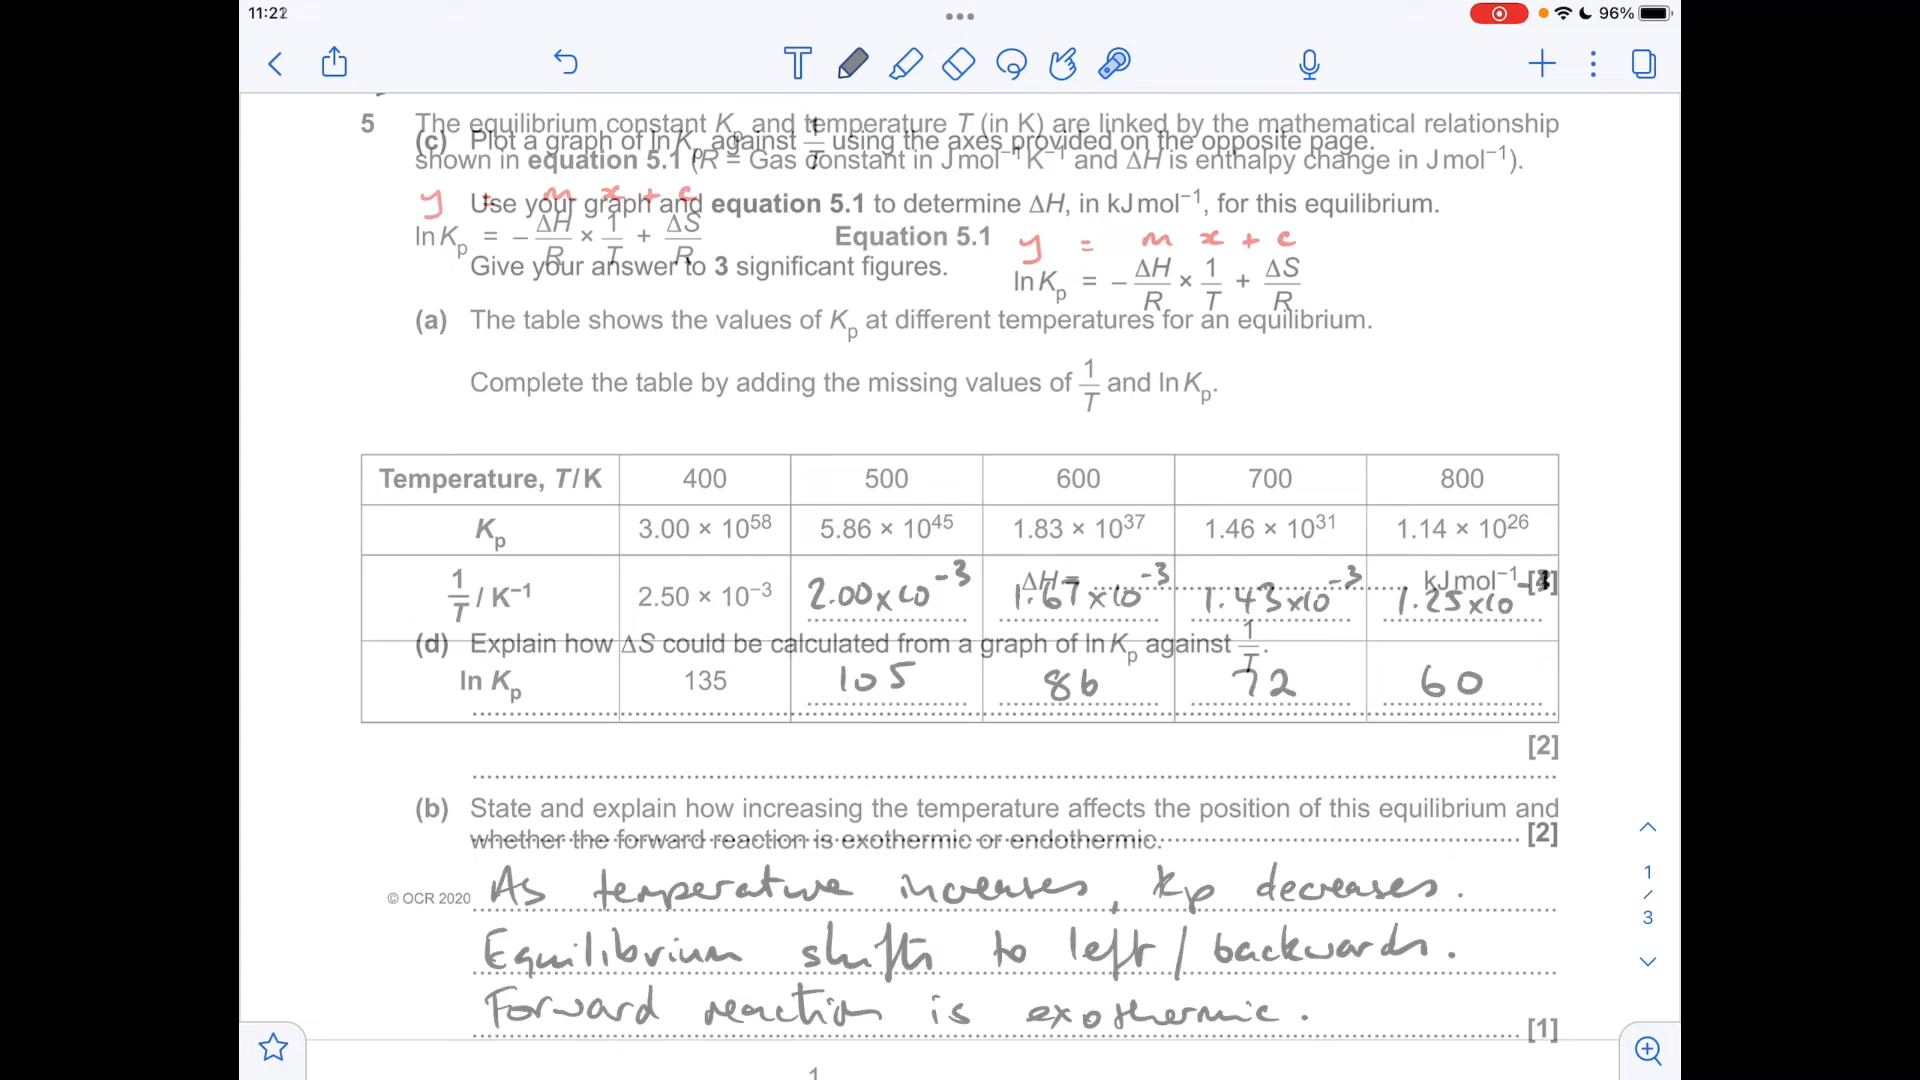 11:22
96%
5 The equilibrium constant Kp and temperature T (in K) are linked by the mathematical relationship
shown in equation 5.1 (R = Gas constant in J mol⁻¹ K⁻¹ and ΔH is enthalpy change in J mol⁻¹).
(c) Plot a graph of ln Kp against 1/T using the axes provided on the opposite page.
y = m x + c
Use your graph and equation 5.1 to determine ΔH, in kJ mol⁻¹, for this equilibrium.
ln Kp = −ΔH/R × 1/T + ΔS/R Equation 5.1
y = m x + c
Give your answer to 3 significant figures.
ln Kp = −ΔH/R × 1/T + ΔS/R
(a) The table shows the values of Kp at different temperatures for an equilibrium.
Complete the table by adding the missing values of 1/T and ln Kp.
Temperature, T/K 400 500 600 700 800
Kp 3.00 × 10⁵⁸ 5.86 × 10⁴⁵ 1.83 × 10³⁷ 1.46 × 10³¹ 1.14 × 10²⁶
ΔH = kJ mol⁻¹
1/T / K⁻¹ 2.50 × 10⁻³ 2.00 × 10⁻³ 1.67 × 10⁻³ 1.43 × 10⁻³ 1.25 × 10
(d) Explain how ΔS could be calculated from a graph of ln Kp against 1/T.
ln Kp 135 105 86 72 60
[2]
(b) State and explain how increasing the temperature affects the position of this equilibrium and
whether the forward reaction is exothermic or endothermic.
[2]
© OCR 2020
As temperature increases, Kp decreases.
Equilibrium shifts to left / backwards.
Forward reaction is exothermic.
[1]
1
/
3
1